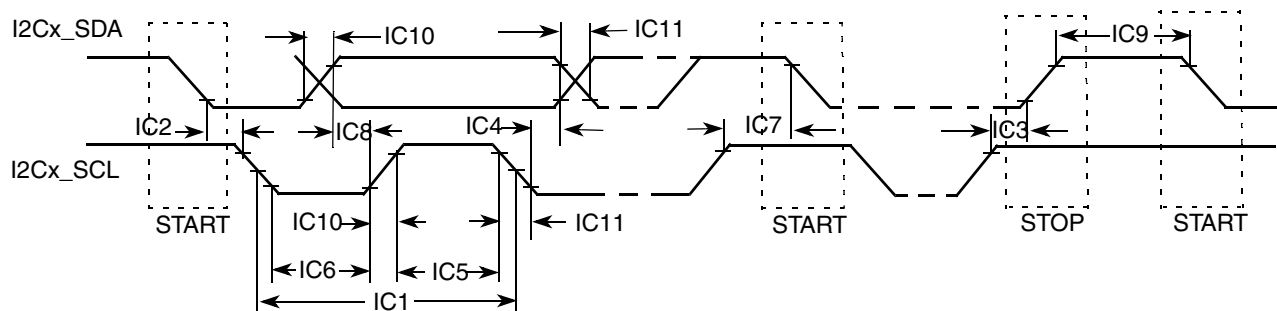 I2Cx_SDA
IC10
IC11
IC9
IC2
IC8
IC4
IC7
IC3
I2Cx_SCL
START
IC10
IC11
START
STOP
START
IC6
IC5
IC1